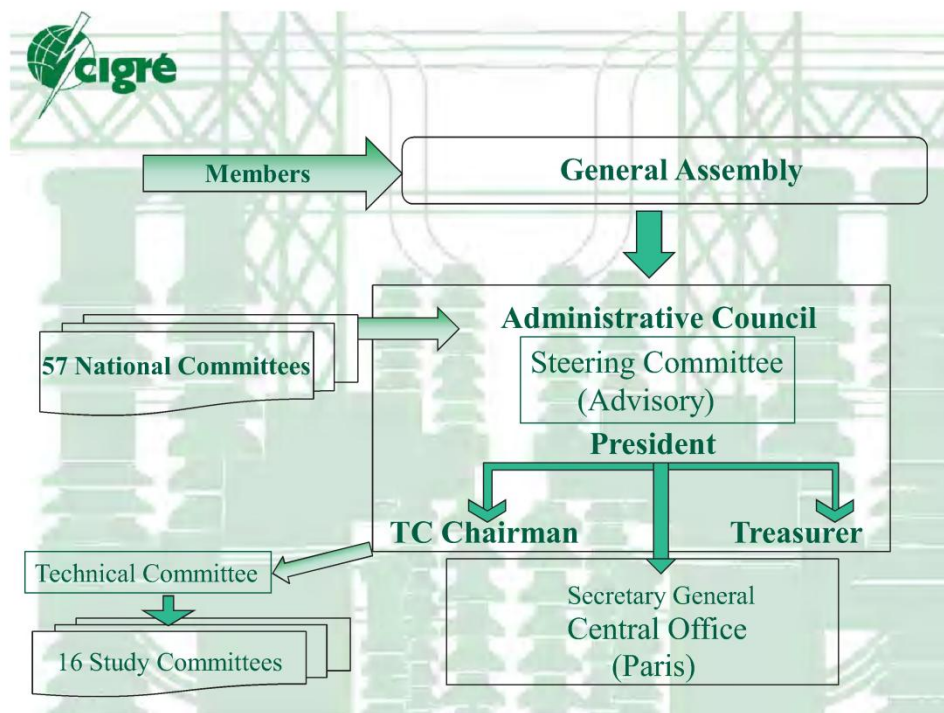 cigré
Members
General Assembly
57 National Committees
Administrative Council
Steering Committee
(Advisory)
President
TC Chairman
Treasurer
Technical Committee
16 Study Committees
Secretary General
Central Office
(Paris)